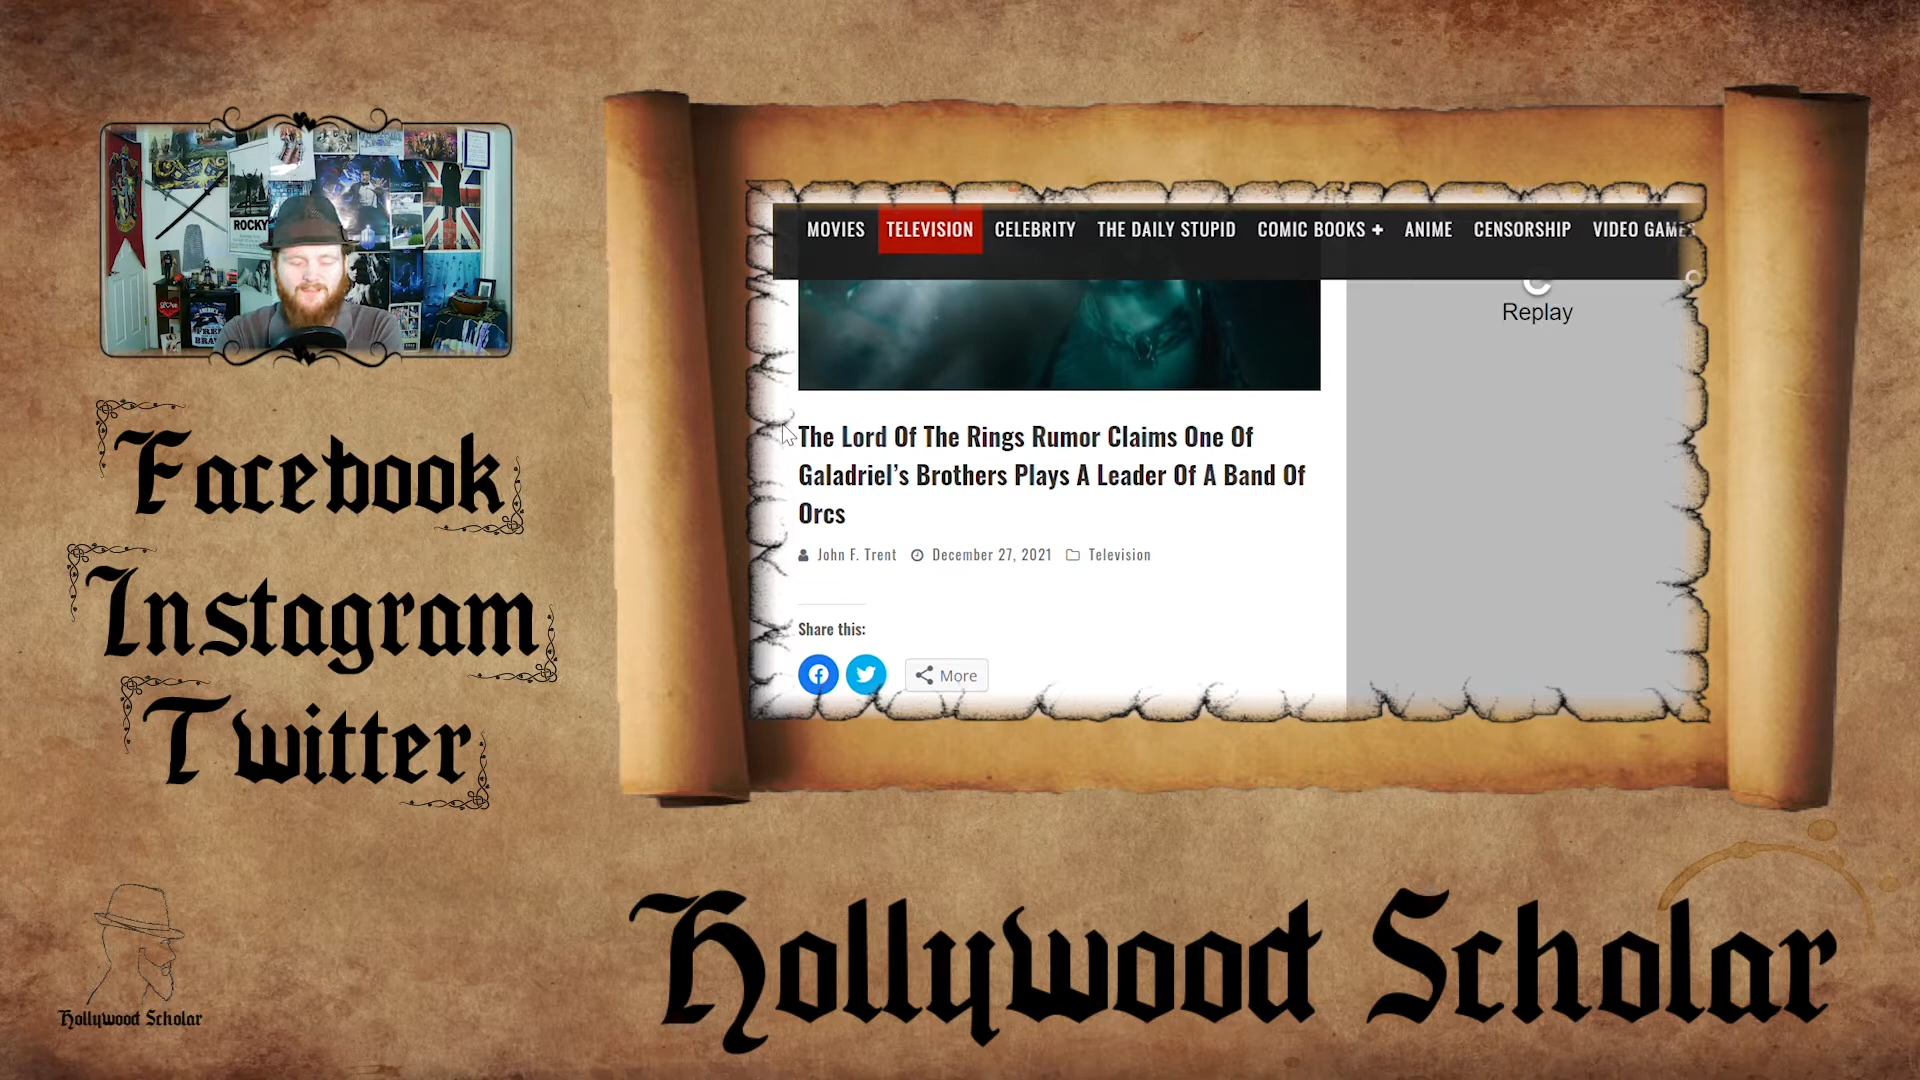 ROCKY
Facebook
Instagram
Twitter
Hollywood Scholar
MOVIES TELEVISION CELEBRITY THE DAILY STUPID COMIC BOOKS + ANIME CENSORSHIP VIDEO GAMES
Replay
The Lord Of The Rings Rumor Claims One Of
Galadriel’s Brothers Plays A Leader Of A Band Of
Orcs
John F. Trent December 27, 2021 Television
Share this:
More
Hollywood Scholar